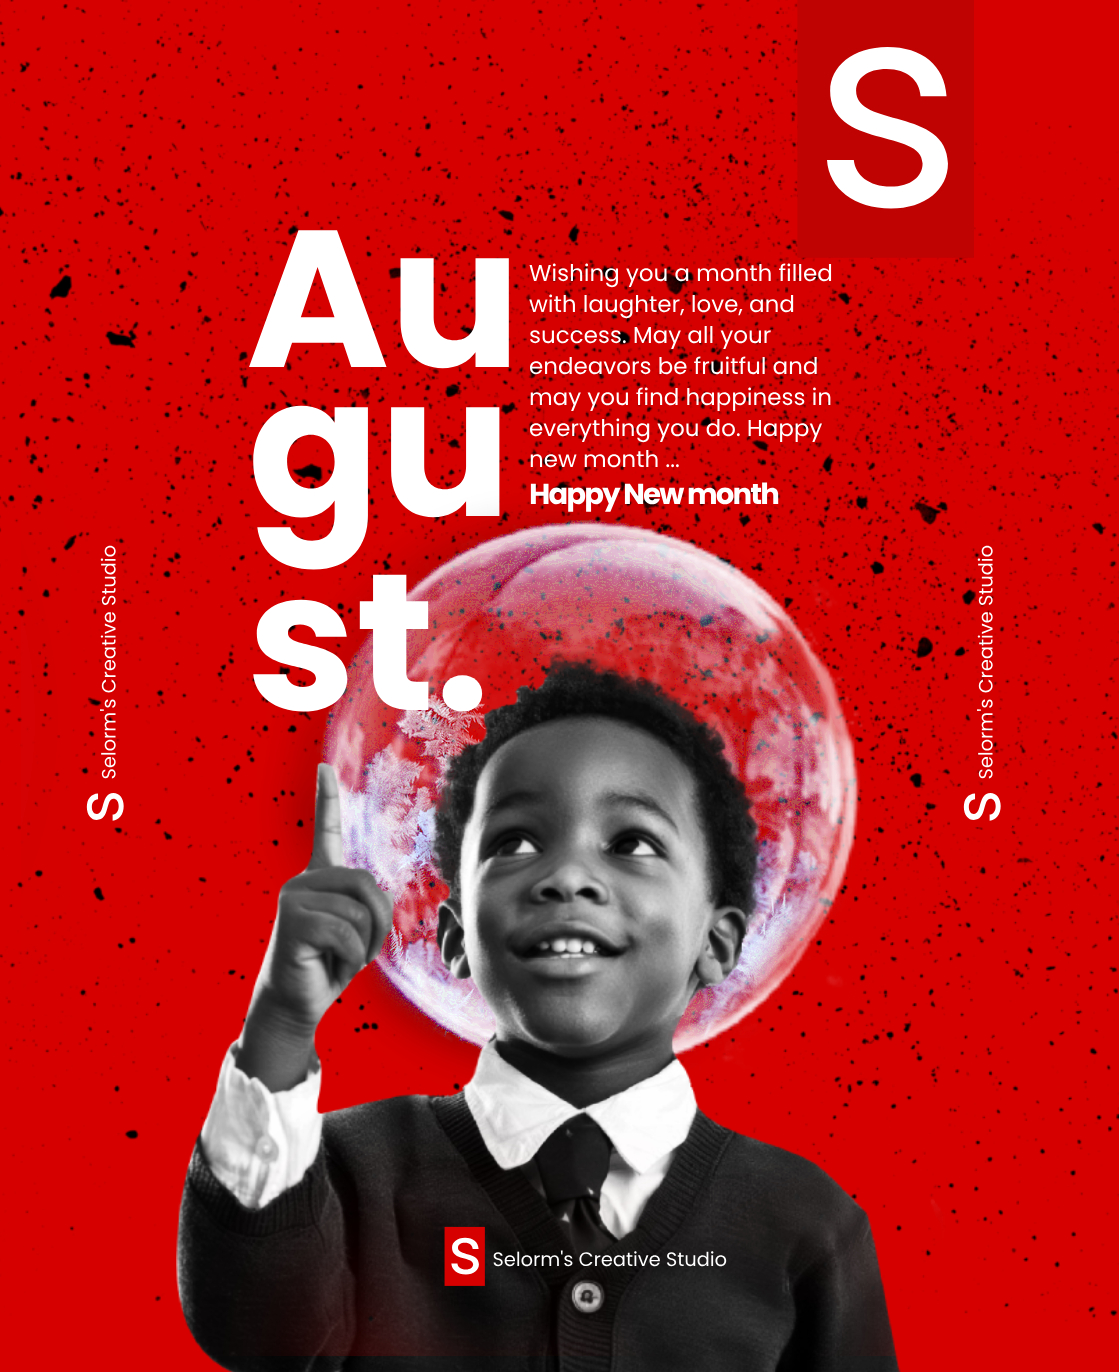 S
Au
gu
st.
Wishing you a month filled
with laughter, love, and
success. May all your
endeavors be fruitful and
may you find happiness in
everything you do. Happy
new month ...
Happy New month
S Selorm's Creative Studio
S Selorm's Creative Studio
S Selorm's Creative Studio